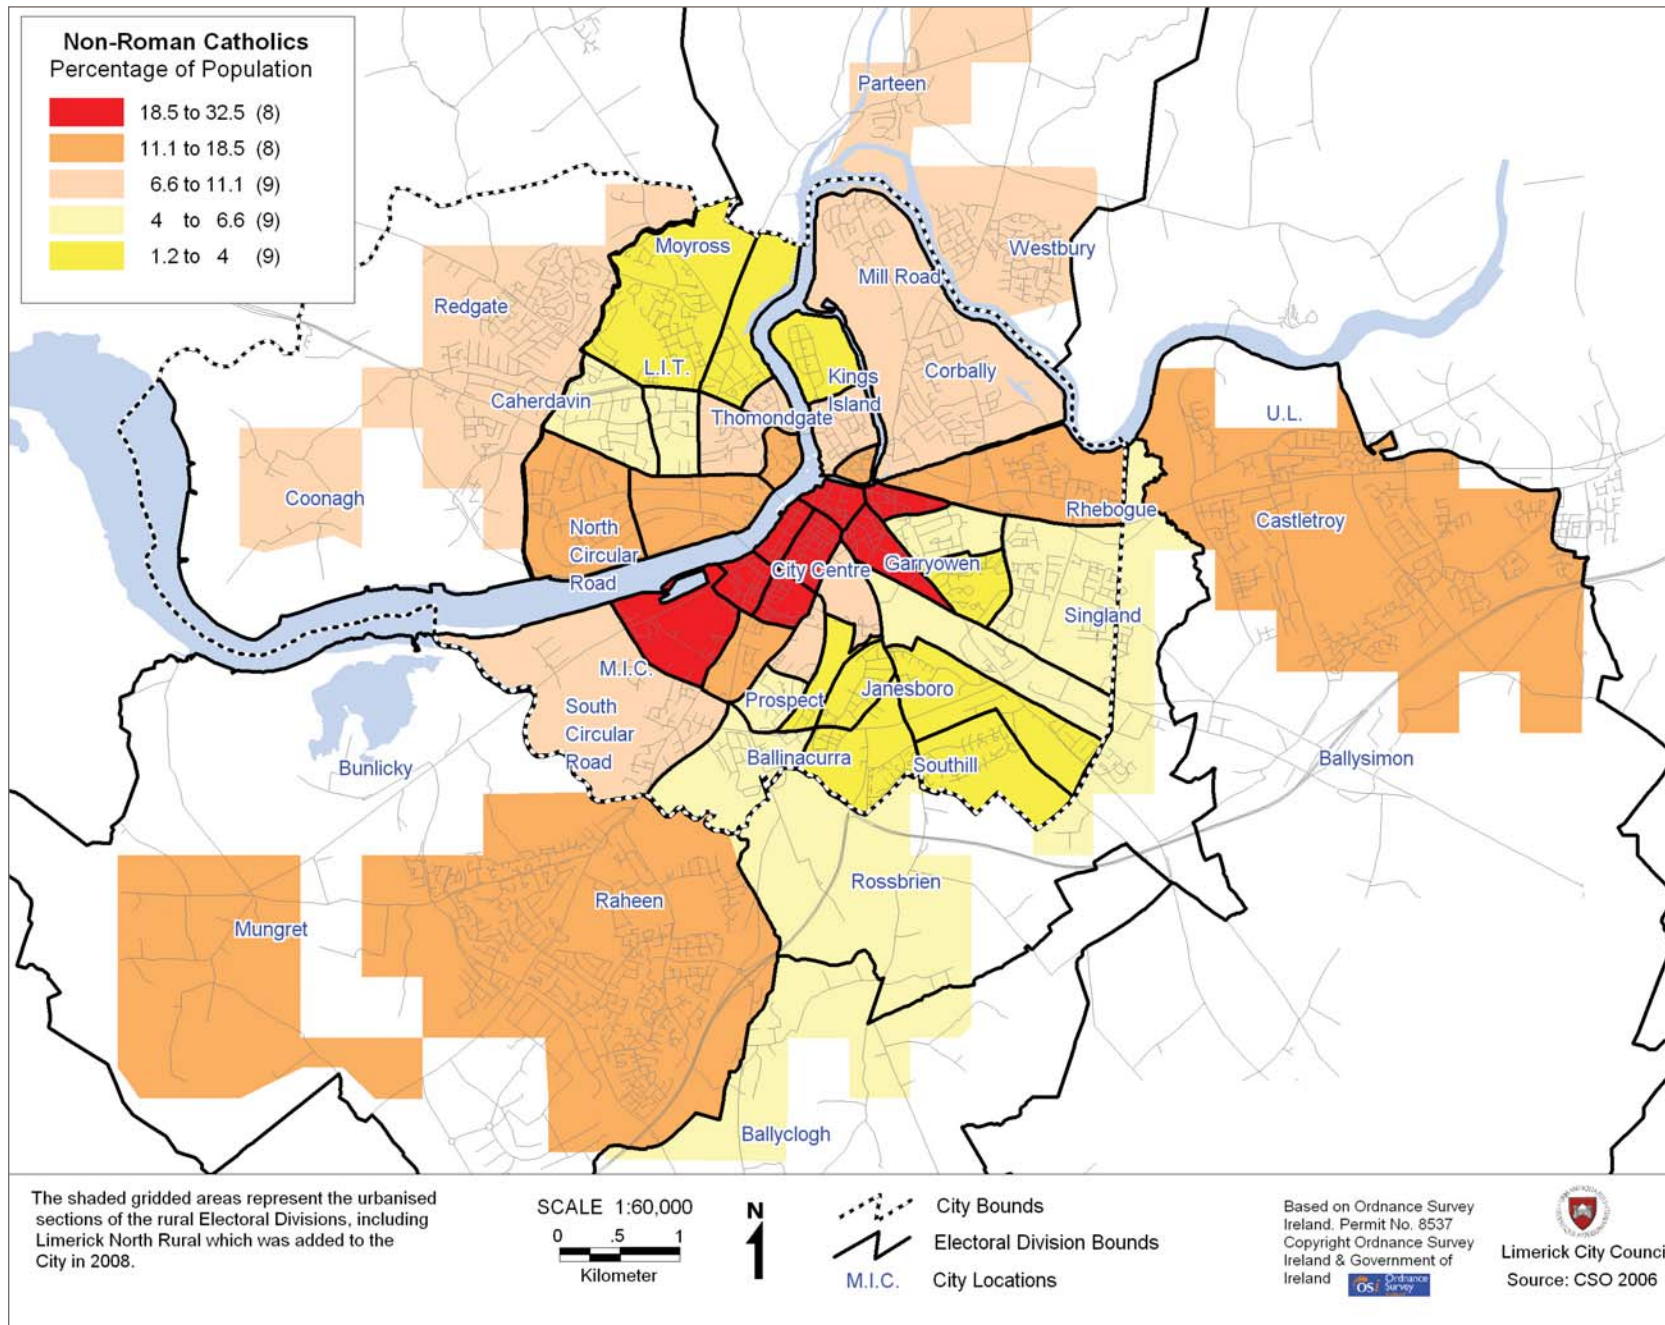 Non-Roman Catholics
Percentage of Population
18.5 to 32.5 (8)
11.1 to 18.5 (8)
6.6 to 11.1 (9)
4 to 6.6 (9)
1.2 to 4 (9)
Parteen
Moyross
Westbury
Mill Road
Redgate
L.I.T.
Kings
Island
Corbally
Caherdavin
Thomondgate
U.L.
Coonagh
Rhebogue
Castletroy
North
Circular
Road
City Centre
Garryowen
Singland
M.I.C.
Prospect
Janesboro
South
Circular
Road
Bunlicky
Ballinacurra
Southill
Ballysimon
Rossbrien
Raheen
Mungret
Ballyclogh
The shaded gridded areas represent the urbanised
sections of the rural Electoral Divisions, including
Limerick North Rural which was added to the
City in 2008.
SCALE 1:60,000
0 .5 1
Kilometer
N
City Bounds
Electoral Division Bounds
M.I.C. City Locations
Based on Ordnance Survey
Ireland. Permit No. 8537
Copyright Ordnance Survey
Ireland & Government of
Ireland
OSi Ordnance
Survey
Limerick City Counci
Source: CSO 2006